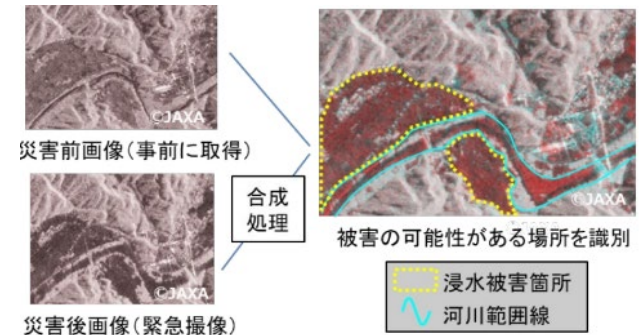 ©JAXA
災害前画像(事前に取得)
©JAXA
災害後画像(緊急撮像)
合成
処理
©JAXA
被害の可能性がある場所を識別
浸水被害箇所
河川範囲線